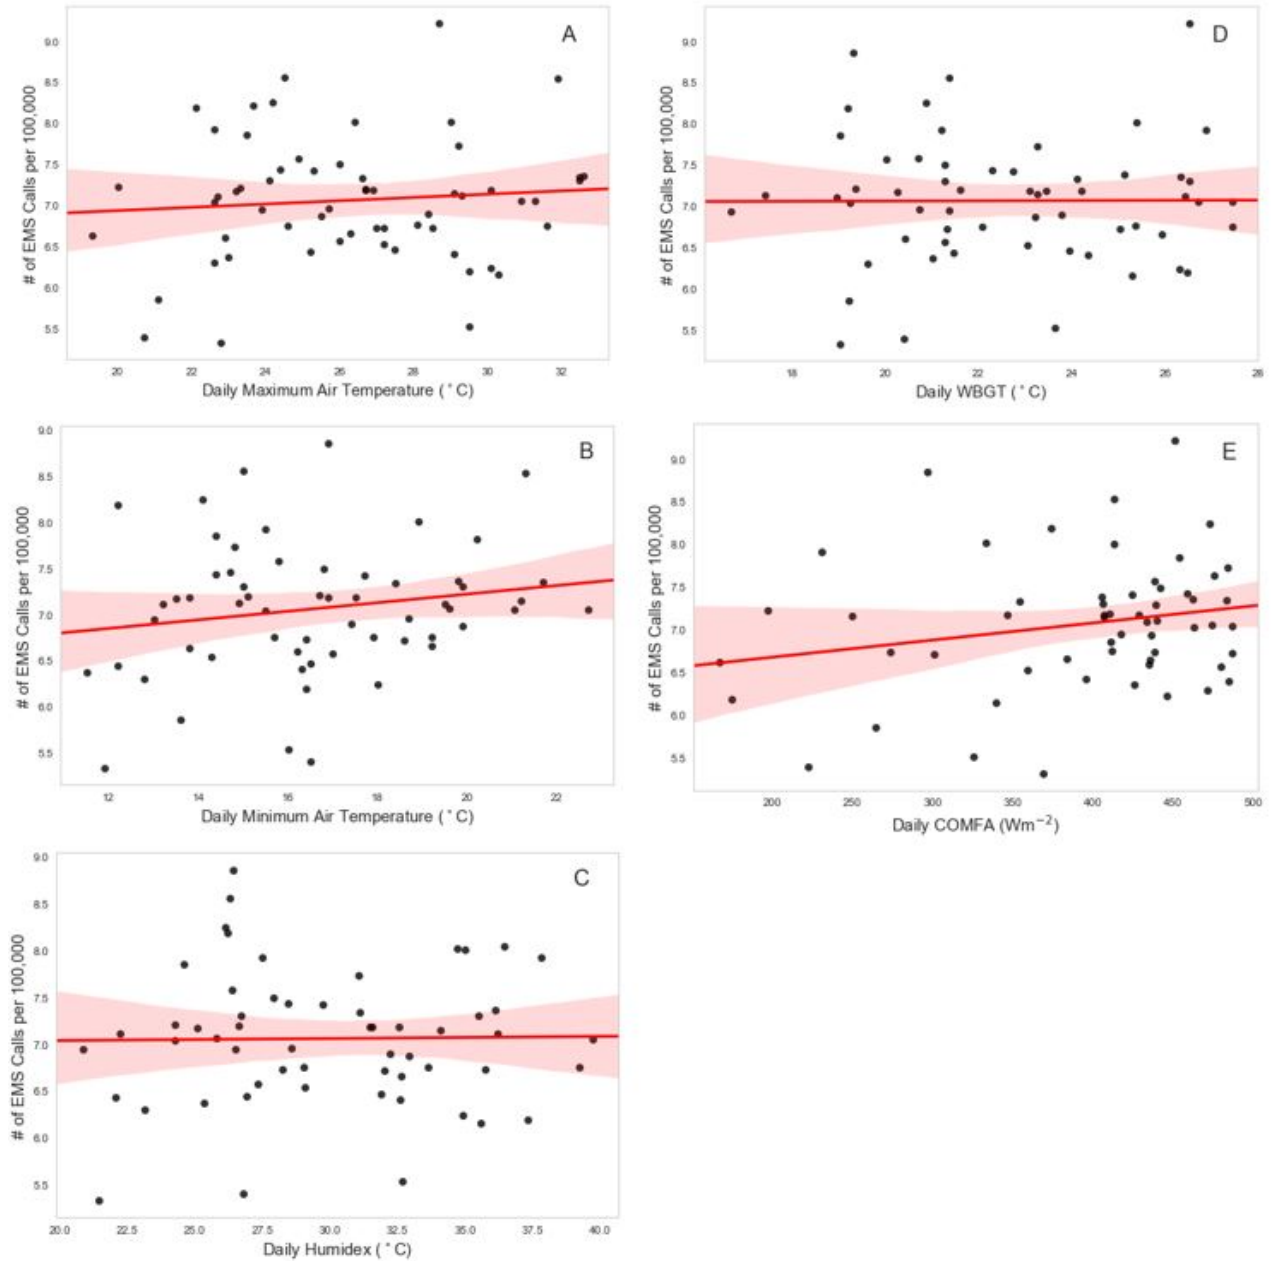 A
# of EMS Calls per 100,000
9.0
8.5
8.0
7.5
7.0
6.5
6.0
5.5
20 22 24 26 28 30 32
Daily Maximum Air Temperature (°C)
D
# of EMS Calls per 100,000
9.0
8.5
8.0
7.5
7.0
6.5
6.0
5.5
18 20 22 24 26 28
Daily WBGT (°C)
B
# of EMS Calls per 100,000
9.0
8.5
8.0
7.5
7.0
6.5
6.0
5.5
12 14 16 18 20 22
Daily Minimum Air Temperature (°C)
E
# of EMS Calls per 100,000
9.0
8.5
8.0
7.5
7.0
6.5
6.0
5.5
200 250 300 350 400 450 500
Daily COMFA (Wm⁻²)
C
# of EMS Calls per 100,000
9.0
8.5
8.0
7.5
7.0
6.5
6.0
5.5
20.0 22.5 25.0 27.5 30.0 32.5 35.0 37.5 40.0
Daily Humidex (°C)